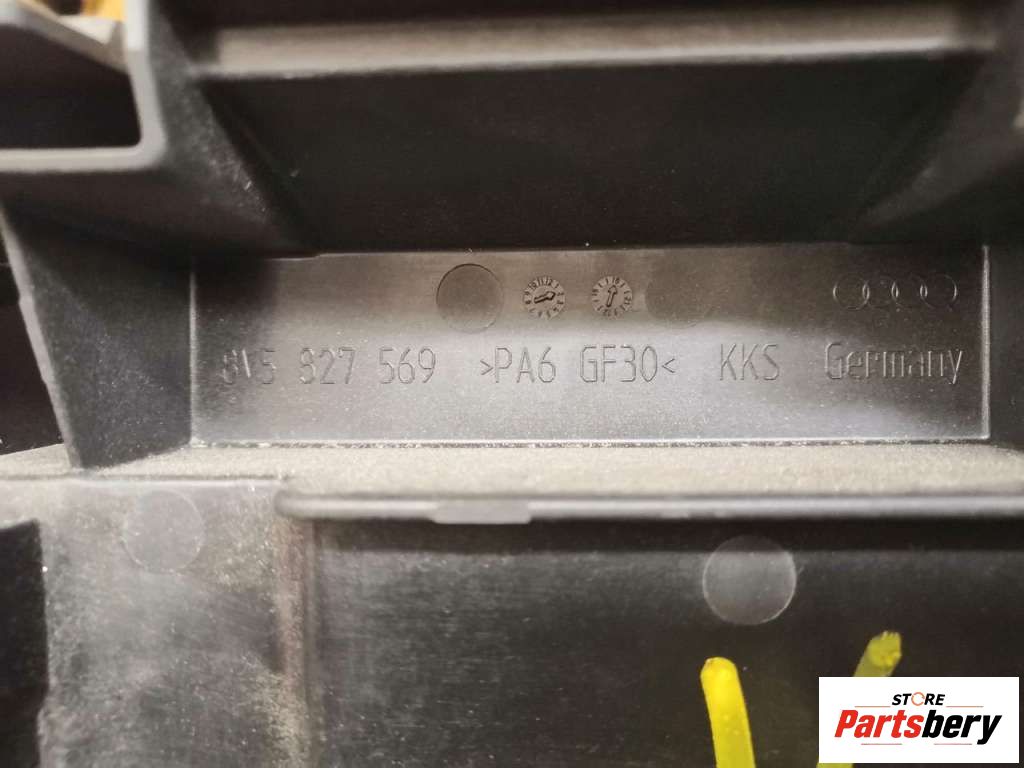 8V5 827 569 >PA6 GF30< KKS Germany
STORE
Partsbery